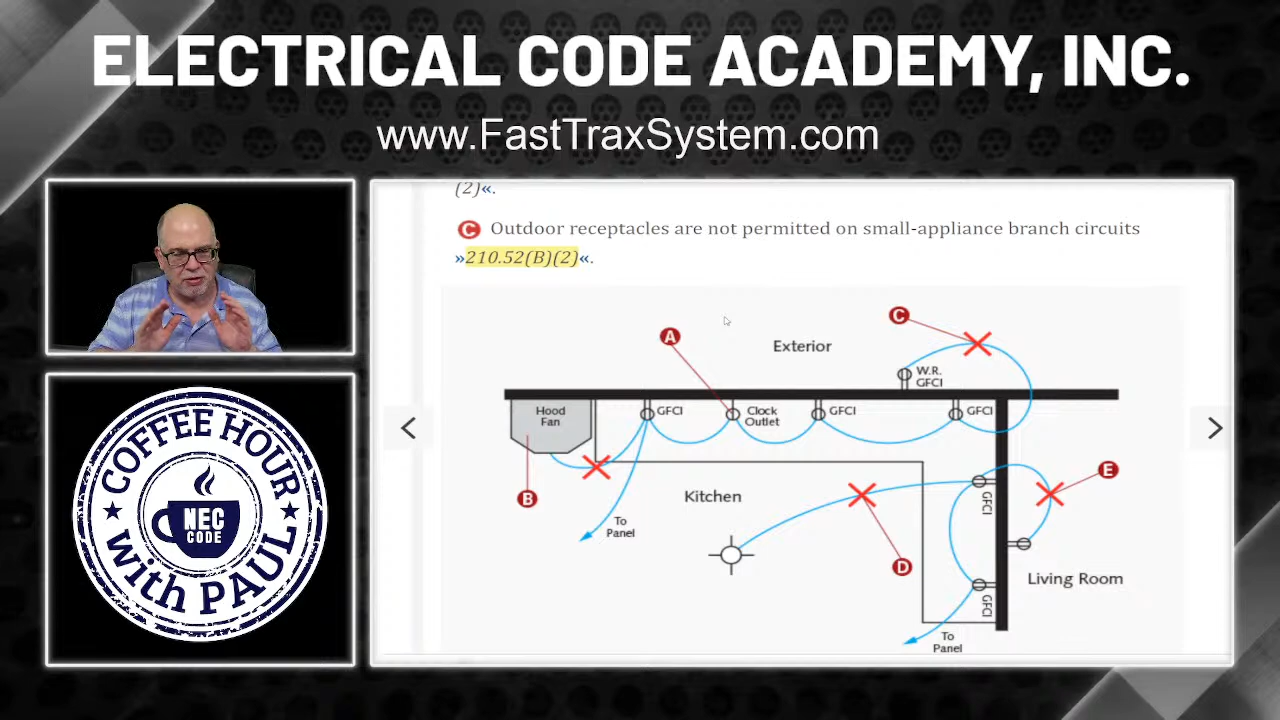 ELECTRICAL CODE ACADEMY, INC.
www.FastTraxSystem.com
(2)«.
C Outdoor receptacles are not permitted on small-appliance branch circuits
»210.52(B)(2)«.
A
C
Exterior
W.R.
GFCI
Hood
Fan
GFCI
Clock
Outlet
GFCI
GFCI
B
Kitchen
To
Panel
GFCI
E
D
Living Room
GFCI
To
Panel
COFFEE HOUR
NEC
CODE
with PAUL